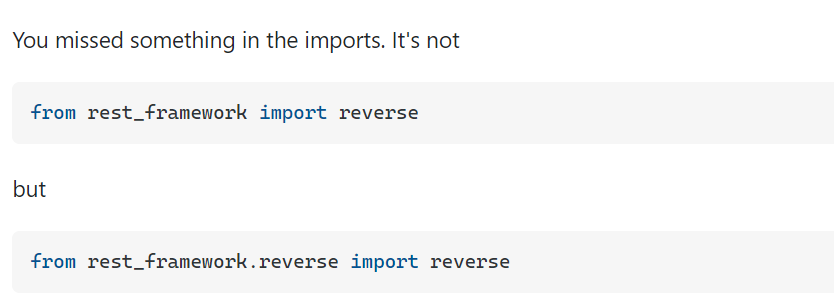 You missed something in the imports. It's not
from rest_framework import reverse
but
from rest_framework.reverse import reverse